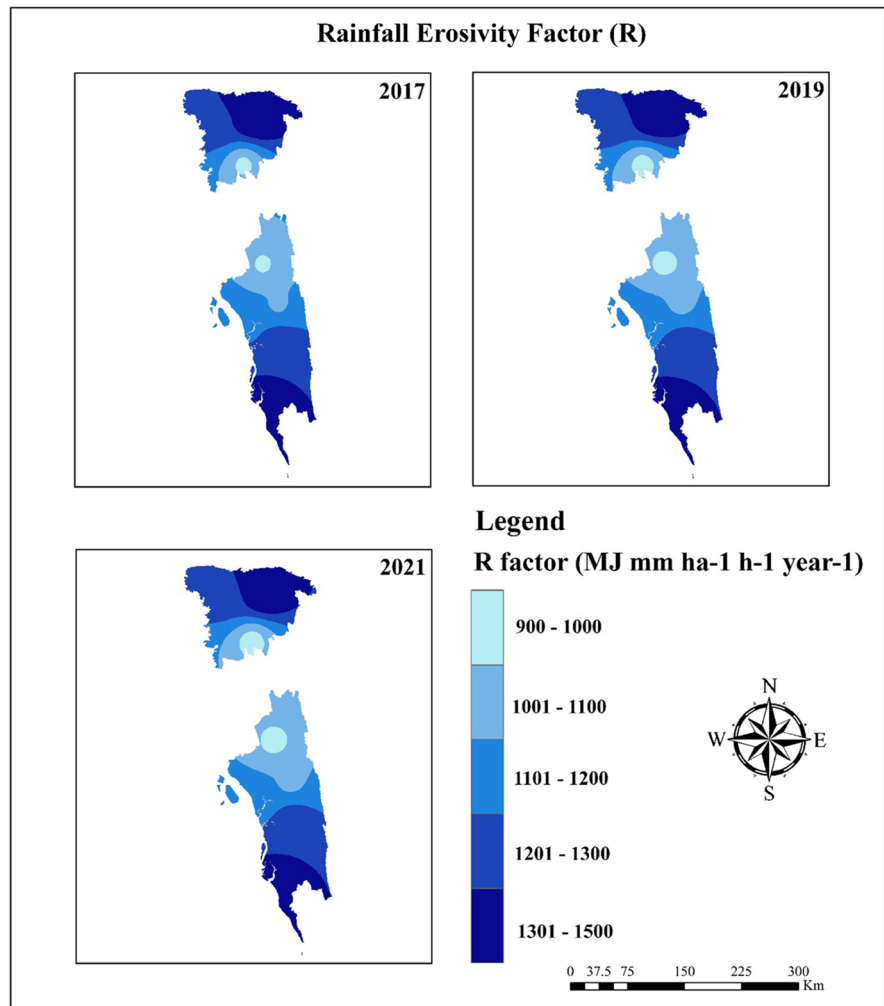 Rainfall Erosivity Factor (R)
2017
2019
2021
Legend
R factor (MJ mm ha-1 h-1 year-1)
900 - 1000
1001 - 1100
1101 - 1200
1201 - 1300
1301 - 1500
N
W E
S
0 37.5 75 150 225 300
Km